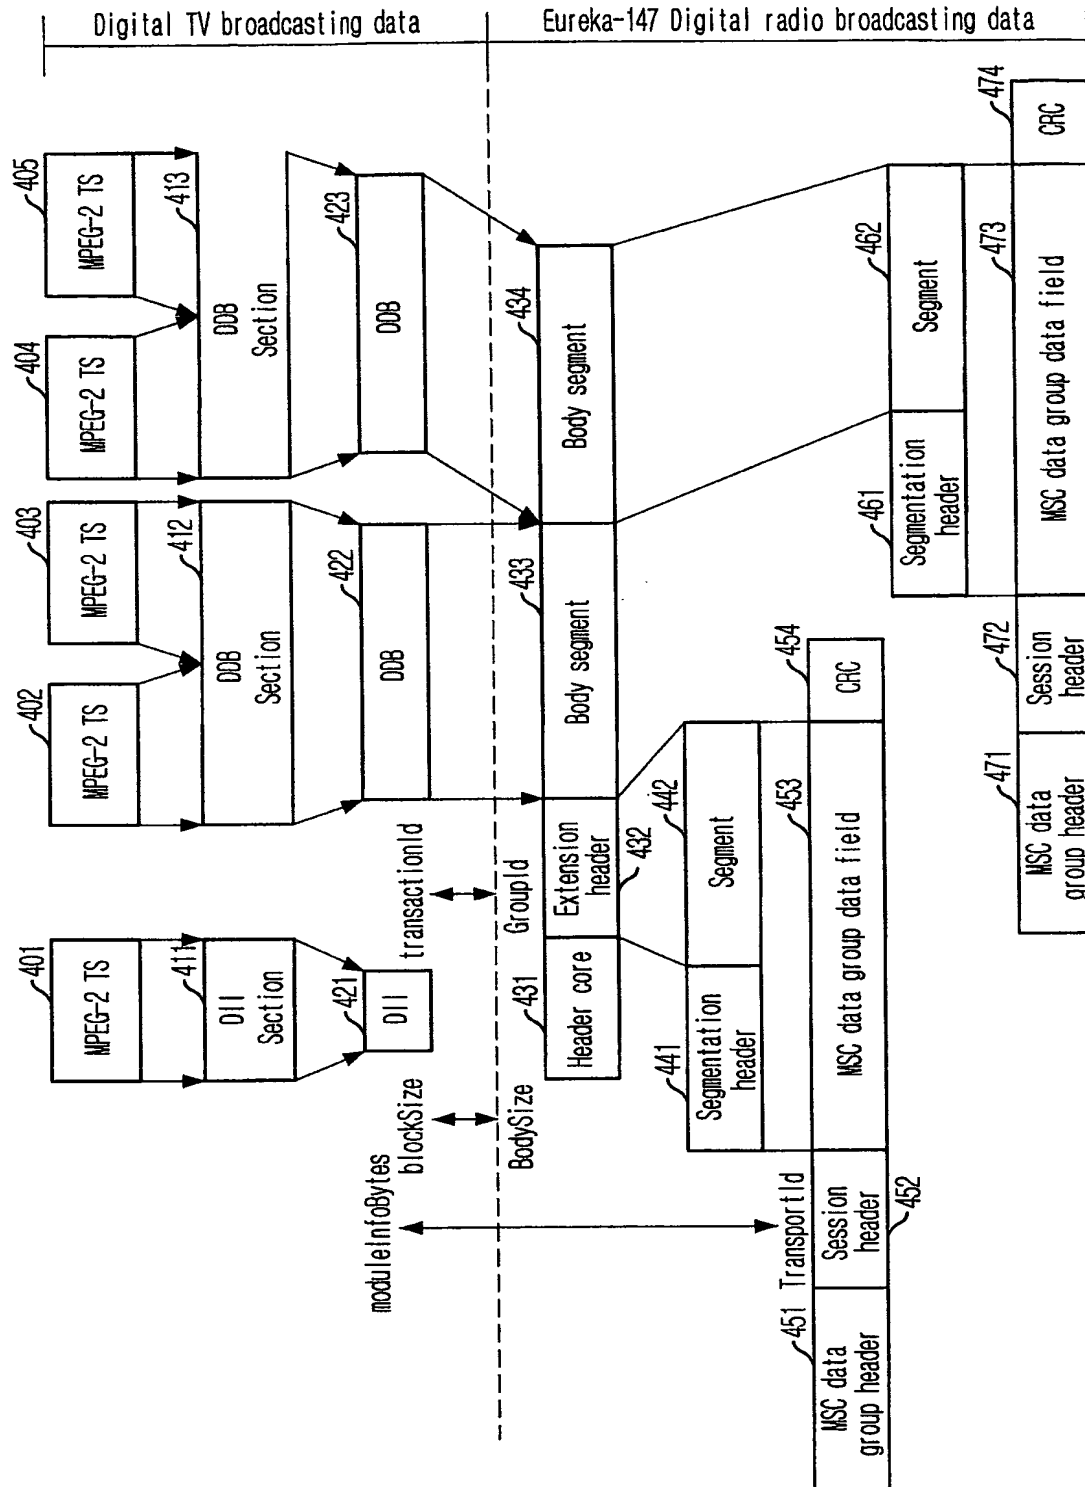 Digital TV broadcasting data
Eureka-147 Digital radio broadcasting data
401
MPEG-2 TS
402
MPEG-2 TS
403
MPEG-2 TS
404
MPEG-2 TS
405
MPEG-2 TS
411
DII
Section
412
DDB
Section
413
DDB
Section
421
DII
422
DDB
423
DDB
moduleInfoBytes
blockSize
transactionId
BodySize
GroupId
431
Header core
Extension
header
432
433
Body segment
434
Body segment
441
Segmentation
header
442
Segment
451
TransportId
MSC data
group header
Session
header
452
453
MSC data group data field
454
CRC
461
Segmentation
header
462
Segment
471
MSC data
group header
472
Session
header
473
MSC data group data field
474
CRC